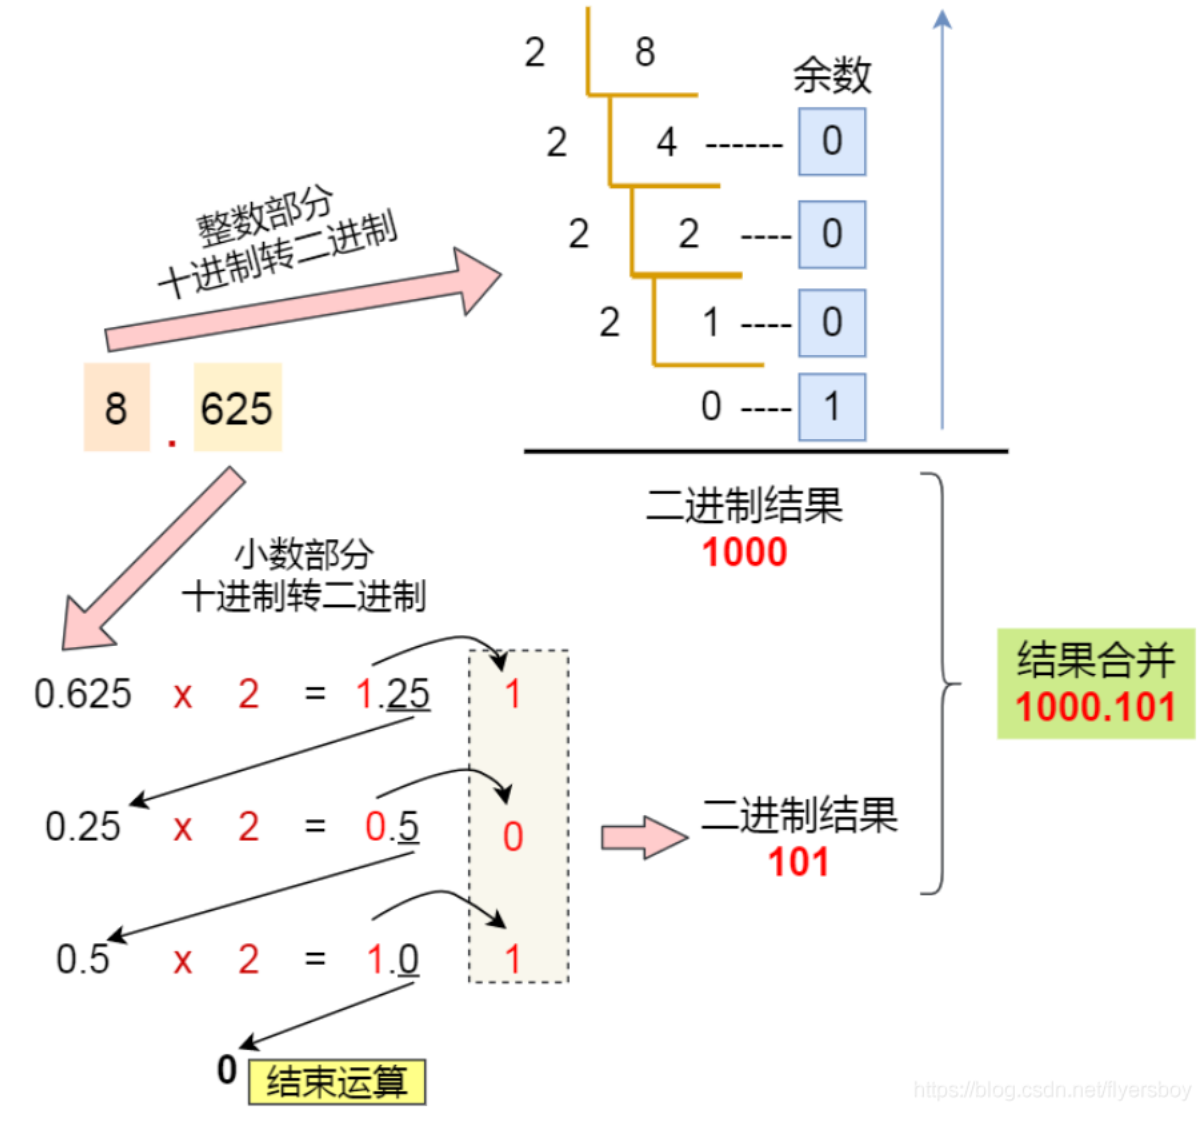 2 8
余数
2 4 ------ 0
2 2 ---- 0
2 1 ---- 0
0 ---- 1
整数部分
十进制转二进制
8 . 625
二进制结果
1000
小数部分
十进制转二进制
0.625 x 2 = 1.25 1
0.25 x 2 = 0.5 0
0.5 x 2 = 1.0 1
0 结束运算
二进制结果
101
结果合并
1000.101
https://blog.csdn.net/flyersboy